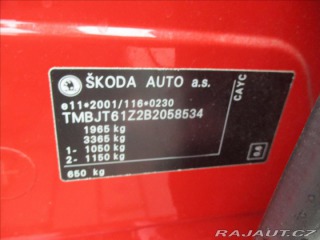 ŠKODA AUTO a.s.
e11*2001/116*0230
TMBJT61Z2B2058534
1965 kg
3365 kg
1- 1050 kg
2- 1150 kg
650 kg
CAYC
RAJAUT.CZ